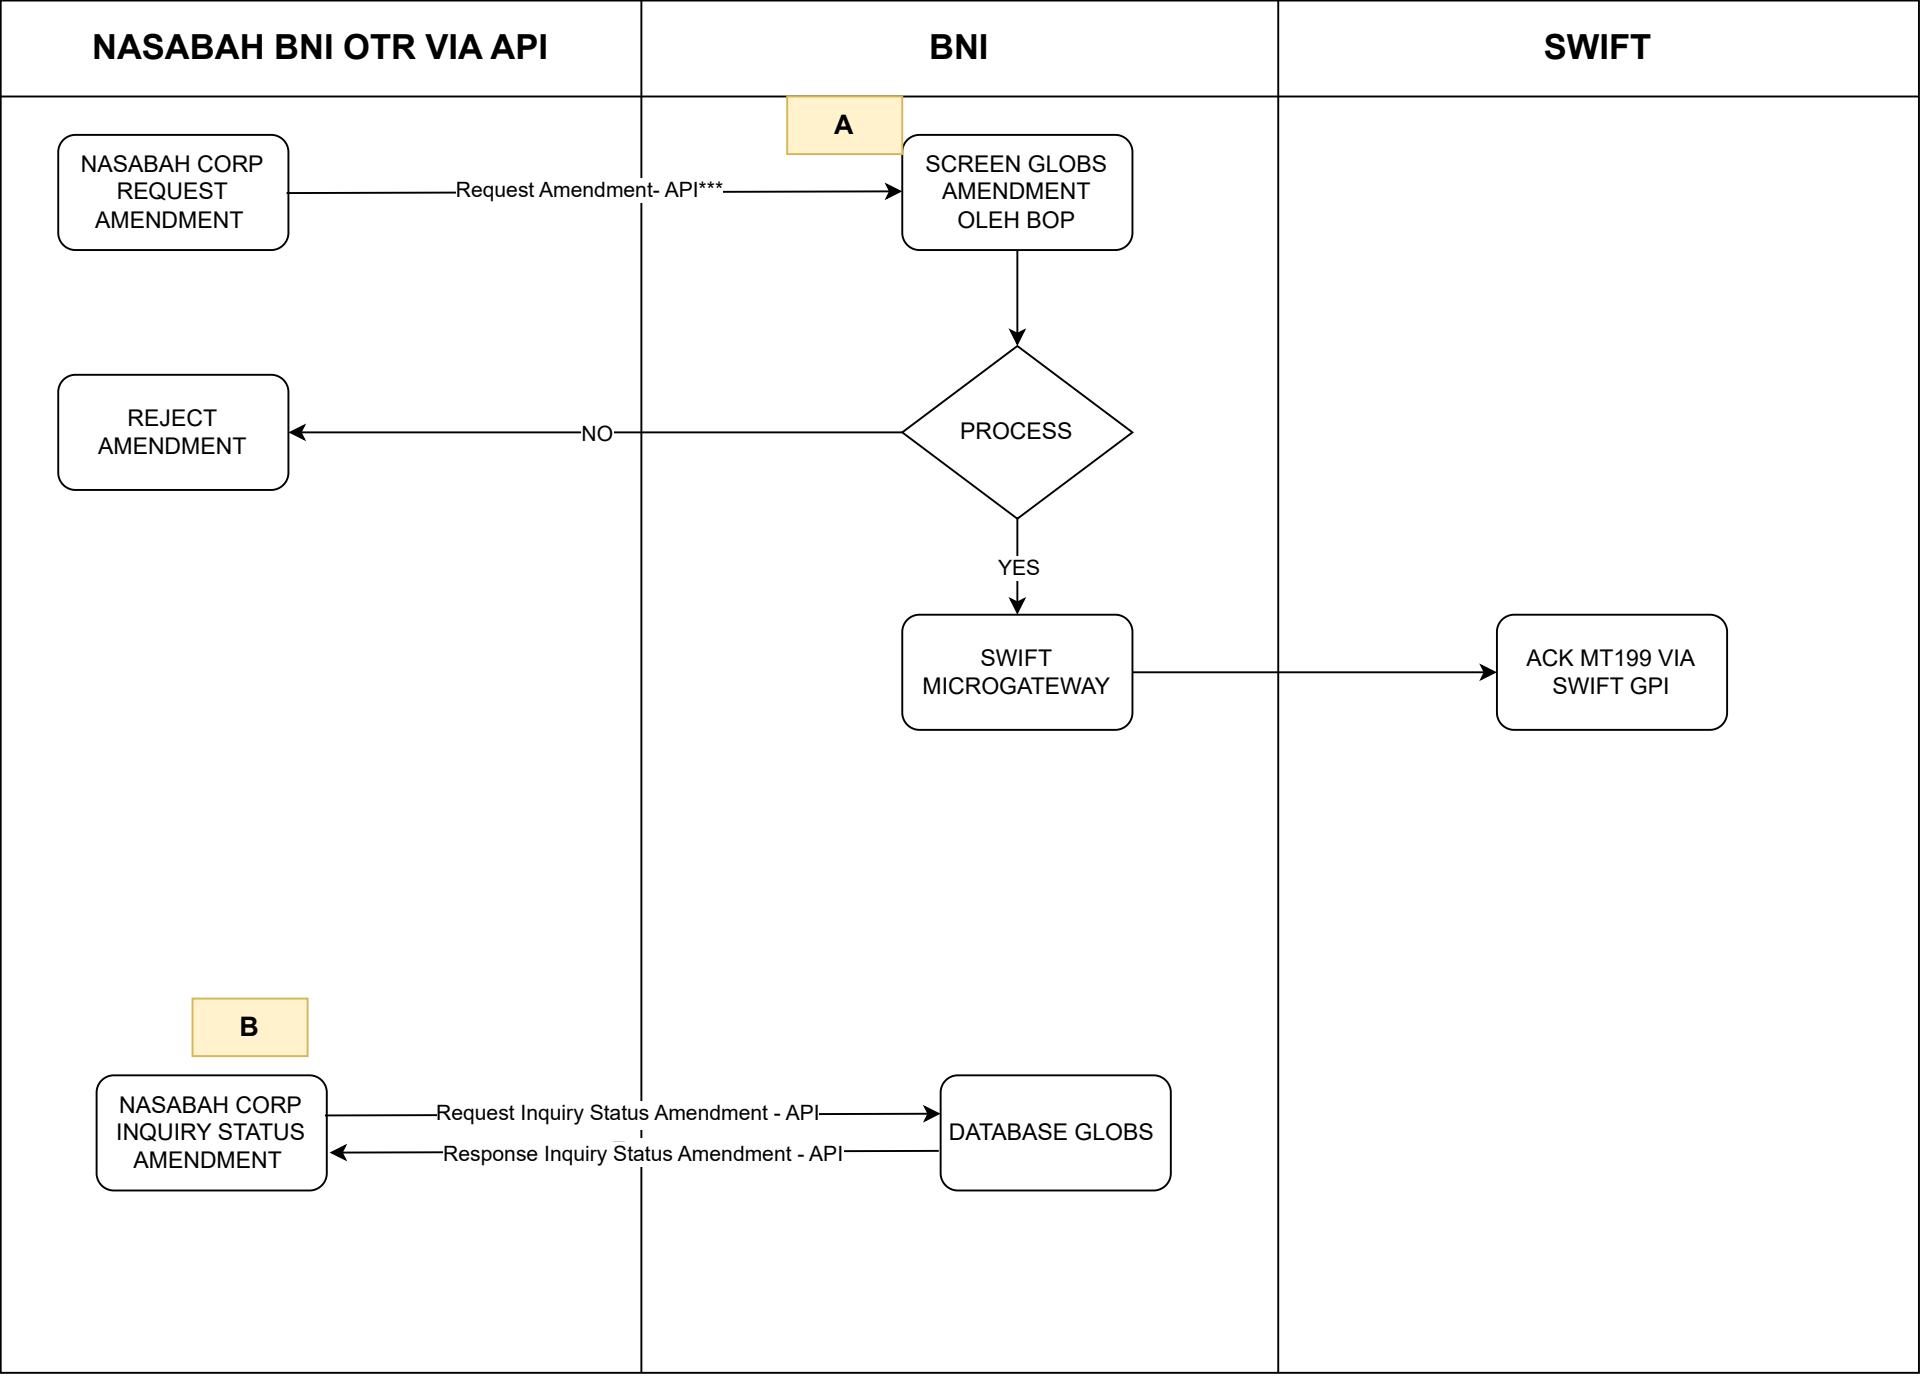 NASABAH BNI OTR VIA API
BNI
SWIFT
A
NASABAH CORP
REQUEST
AMENDMENT
Request Amendment- API***
SCREEN GLOBS
AMENDMENT
OLEH BOP
REJECT
AMENDMENT
NO
PROCESS
YES
SWIFT
MICROGATEWAY
ACK MT199 VIA
SWIFT GPI
B
NASABAH CORP
INQUIRY STATUS
AMENDMENT
Request Inquiry Status Amendment - API
Response Inquiry Status Amendment - API
DATABASE GLOBS